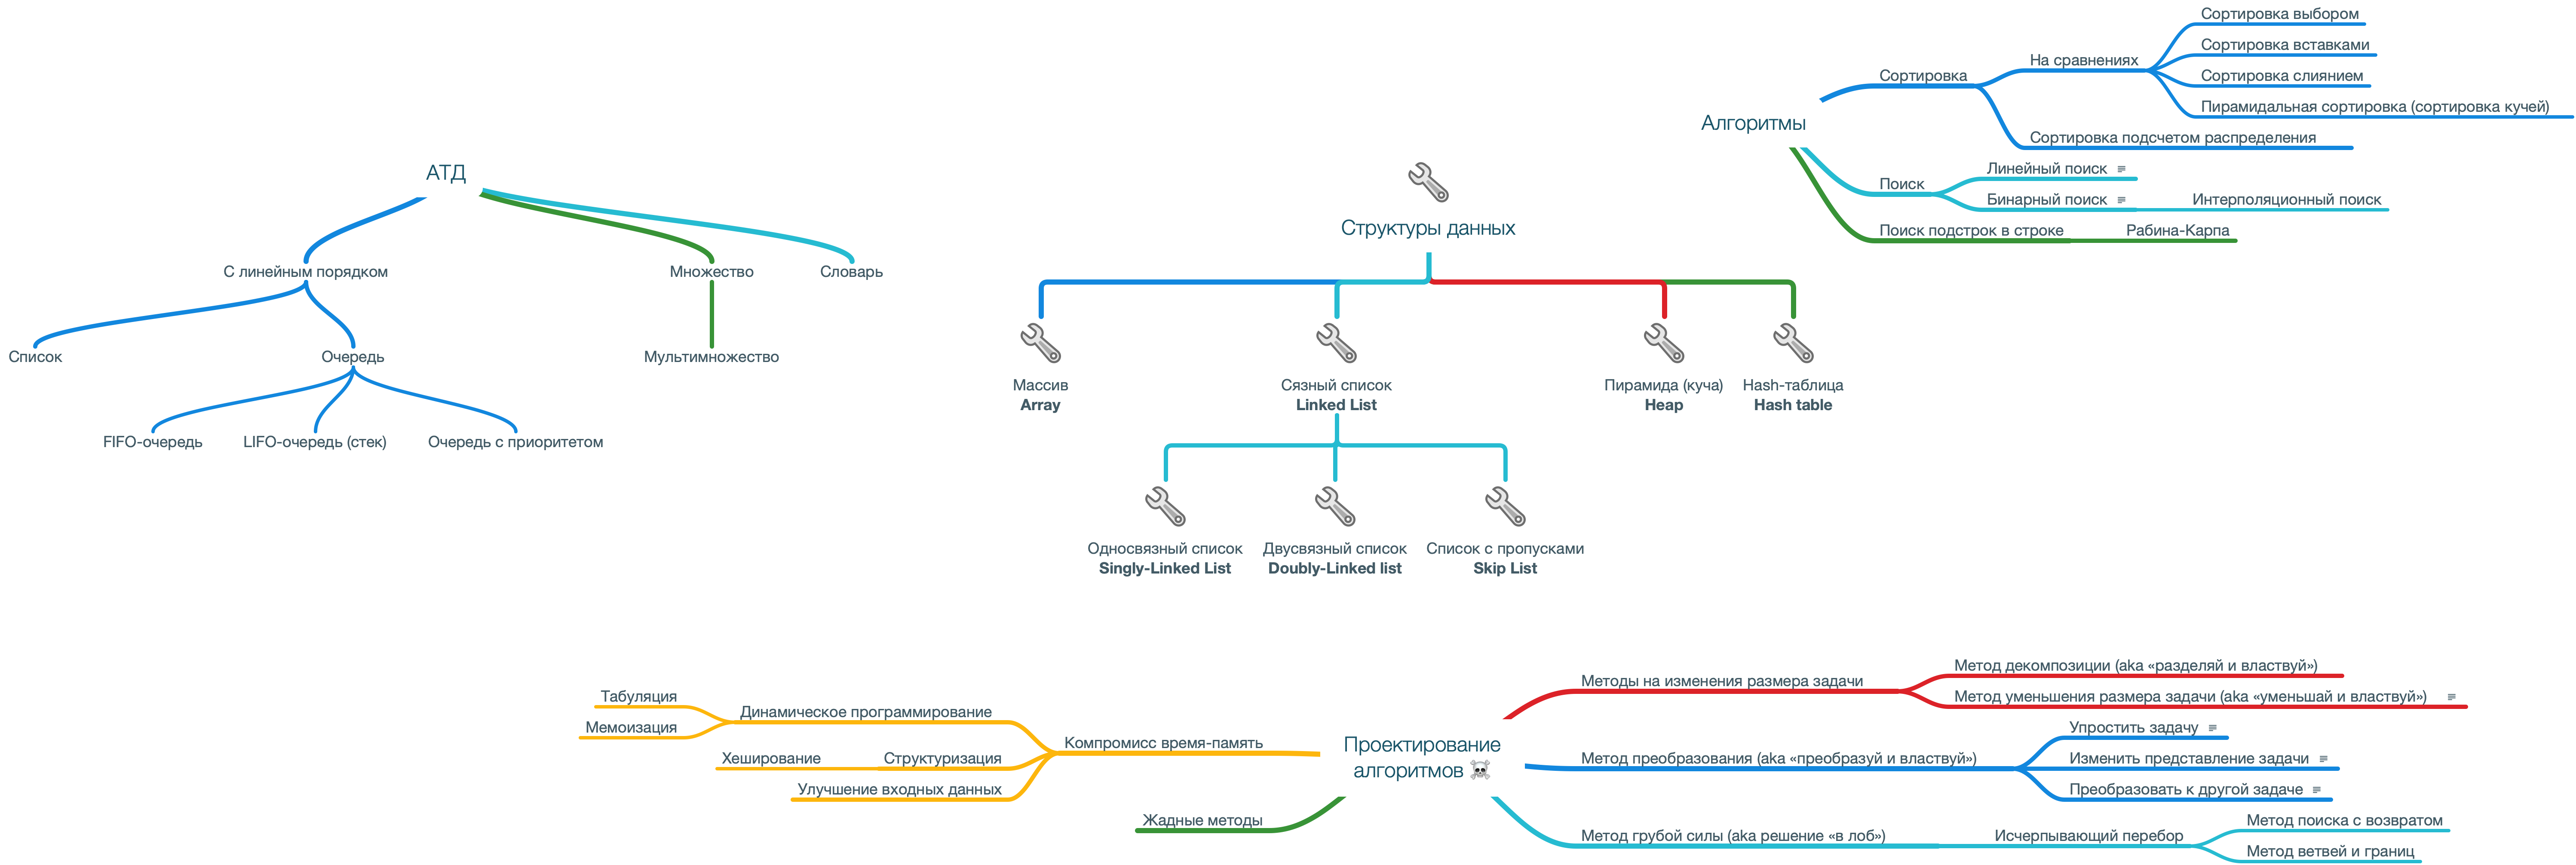 АТД
С линейным порядком
Множество
Словарь
Список
Очередь
Мультимножество
FIFO-очередь
LIFO-очередь (стек)
Очередь с приоритетом
Структуры данных
Массив
Array
Сязный список
Linked List
Пирамида (куча)
Heap
Hash-таблица
Hash table
Односвязный список
Singly-Linked List
Двусвязный список
Doubly-Linked list
Список с пропусками
Skip List
Алгоритмы
Сортировка
На сравнениях
Сортировка выбором
Сортировка вставками
Сортировка слиянием
Пирамидальная сортировка (сортировка кучей)
Сортировка подсчетом распределения
Поиск
Линейный поиск
Бинарный поиск
Интерполяционный поиск
Поиск подстрок в строке
Рабина-Карпа
Проектирование
алгоритмов
Методы на изменения размера задачи
Метод декомпозиции (aka «разделяй и властвуй»)
Метод уменьшения размера задачи (aka «уменьшай и властвуй»)
Метод преобразования (aka «преобразуй и властвуй»)
Упростить задачу
Изменить представление задачи
Преобразовать к другой задаче
Метод грубой силы (aka решение «в лоб»)
Исчерпывающий перебор
Метод поиска с возвратом
Метод ветвей и границ
Компромисс время-память
Динамическое программирование
Табуляция
Мемоизация
Структуризация
Хеширование
Улучшение входных данных
Жадные методы